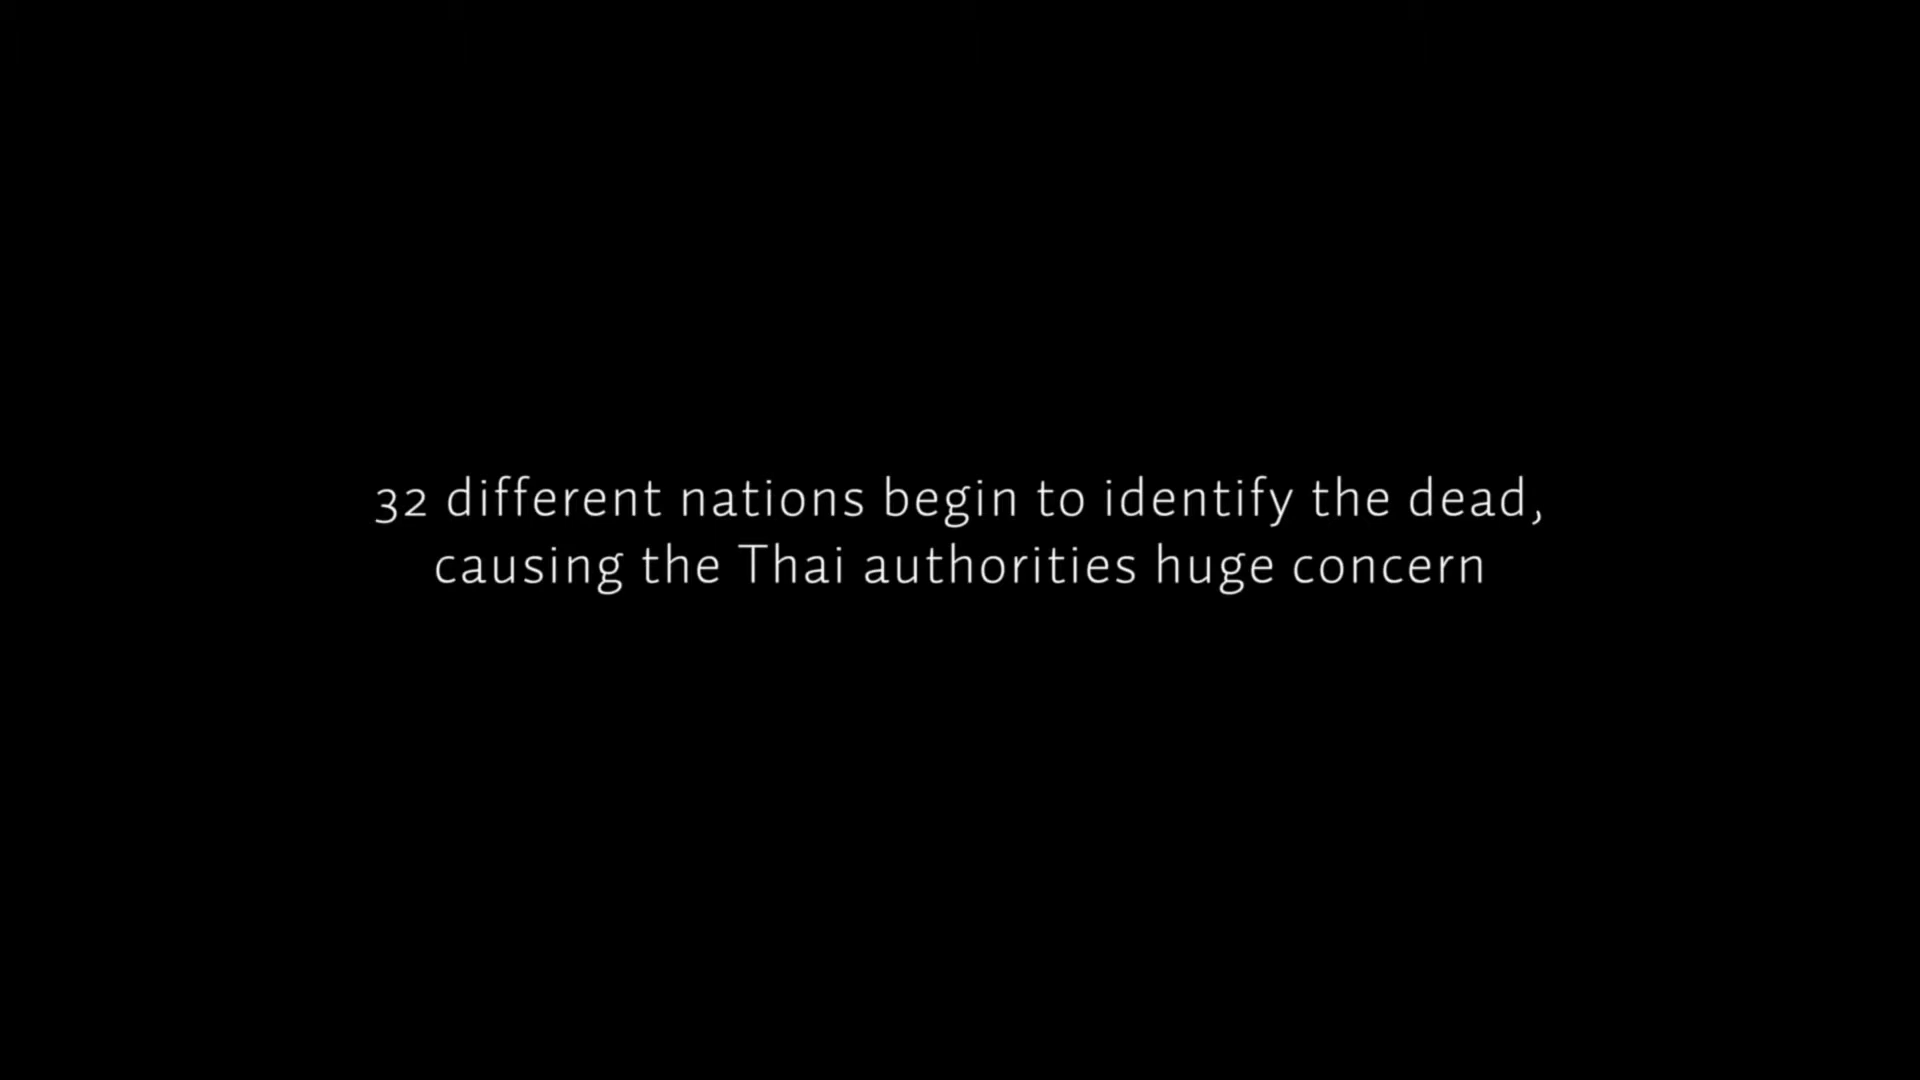 32 different nations begin to identify the dead,
causing the Thai authorities huge concern